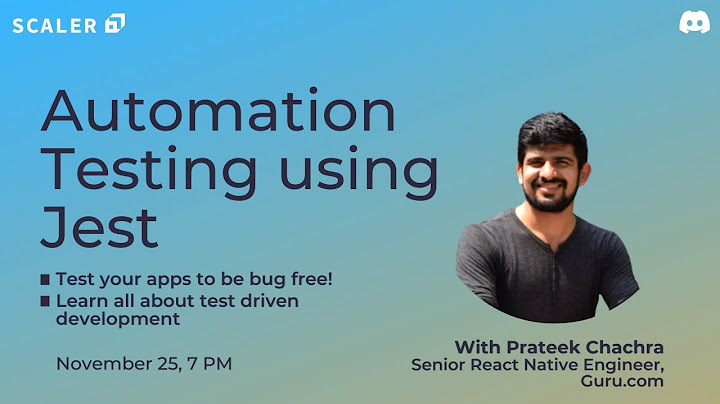 SCALER
Automation
Testing using
Jest
Test your apps to be bug free!
Learn all about test driven
development
November 25, 7 PM
With Prateek Chachra
Senior React Native Engineer,
Guru.com